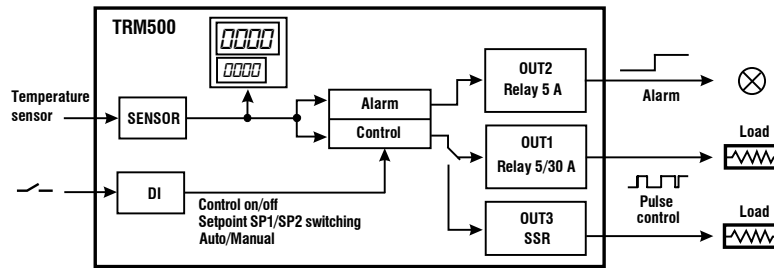 TRM500
0000
0000
Temperature
sensor
SENSOR
DI
Control on/off
Setpoint SP1/SP2 switching
Auto/Manual
Alarm
Control
OUT2
Relay 5 A
OUT1
Relay 5/30 A
OUT3
SSR
Alarm
Pulse
control
Load
Load